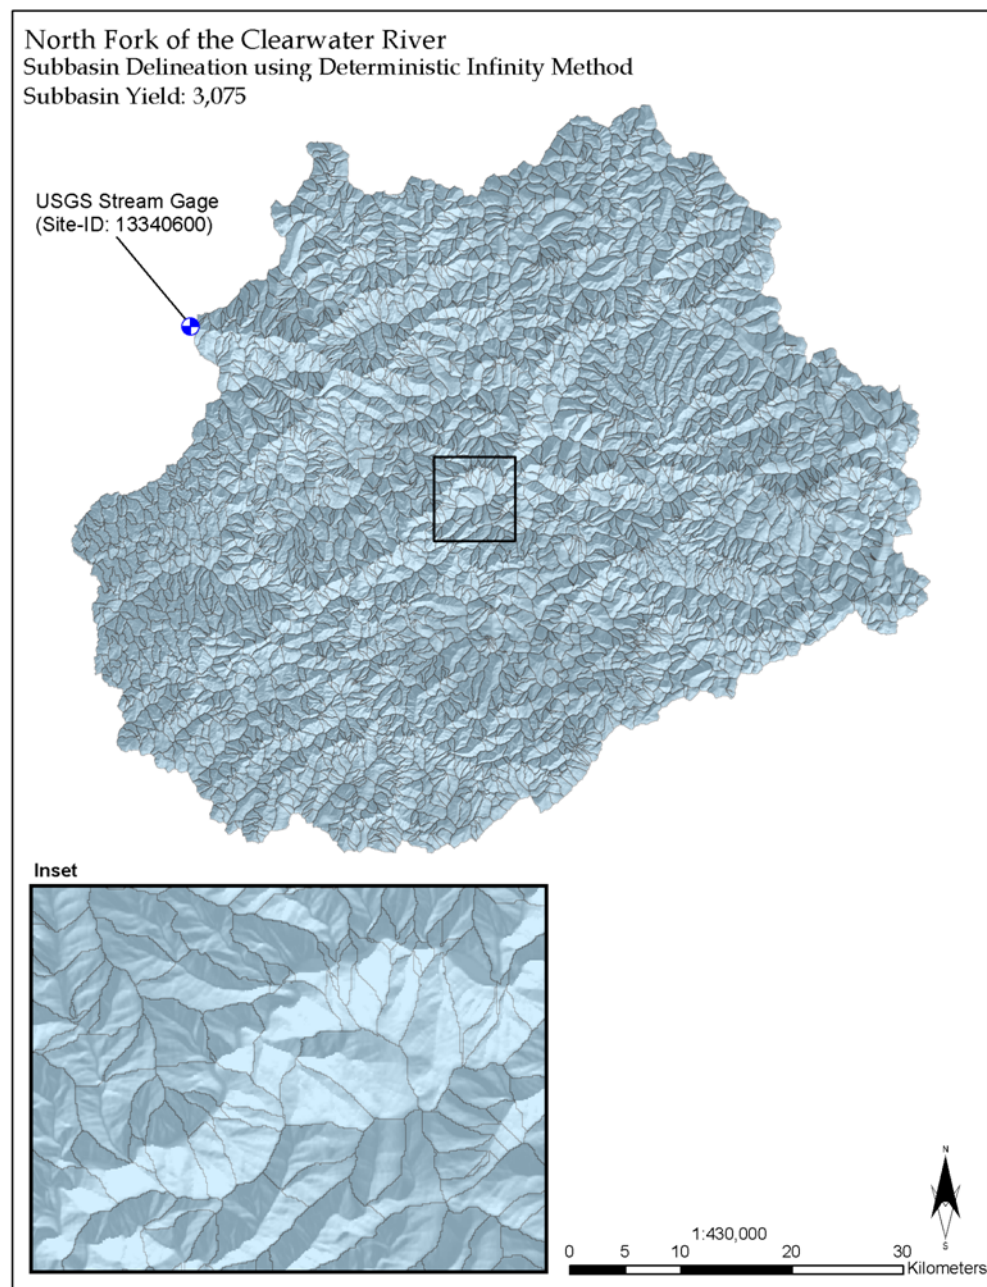 North Fork of the Clearwater River
Subbasin Delineation using Deterministic Infinity Method
Subbasin Yield: 3,075
USGS Stream Gage
(Site-ID: 13340600)
Inset
N
S
1:430,000
0 5 10 20 30
Kilometers